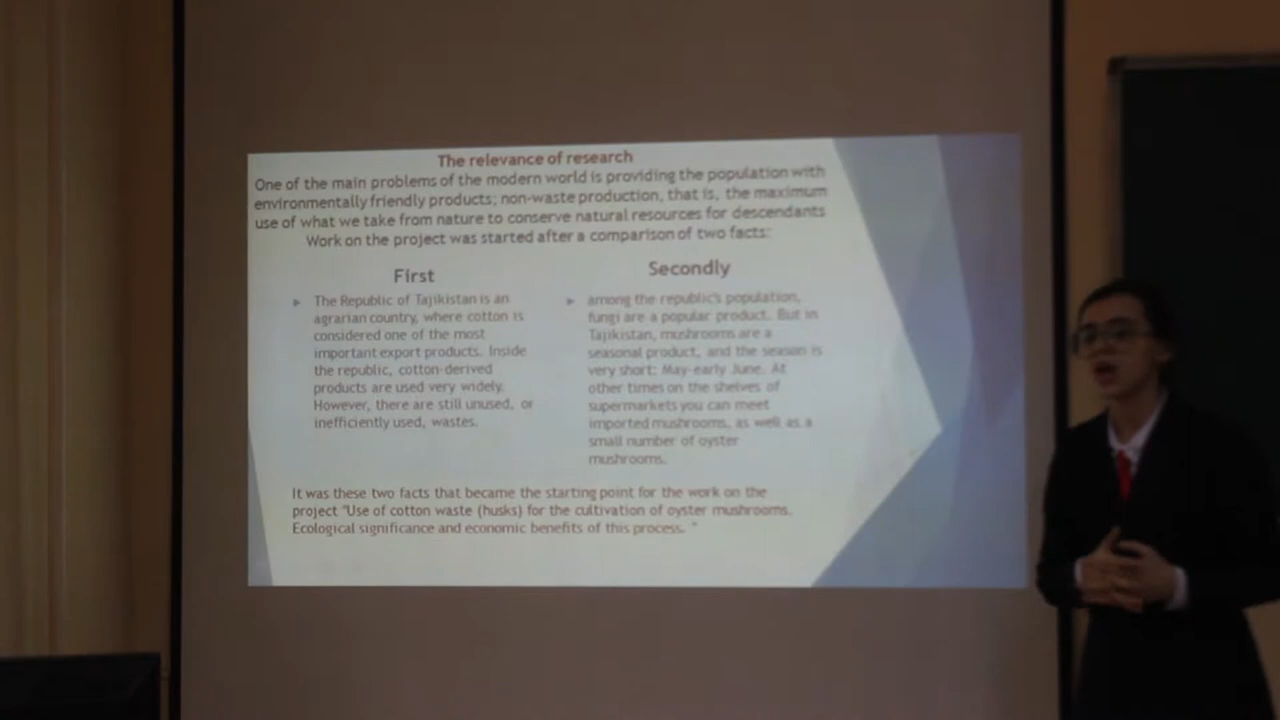 The relevance of research
One of the main problems of the modern world is providing the population with
environmentally friendly products; non-waste production, that is, the maximum
use of what we take from nature to conserve natural resources for descendants
Work on the project was started after a comparison of two facts:
First
The Republic of Tajikistan is an
agrarian country, where cotton is
considered one of the most
important export products. Inside
the republic, cotton-derived
products are used very widely.
However, there are still unused, or
inefficiently used, wastes.
Secondly
among the republic's population,
fungi are a popular product. But in
Tajikistan, mushrooms are a
seasonal product, and the season is
very short: May-early June. At
other times on the shelves of
supermarkets you can meet
imported mushrooms, as well as a
small number of oyster
mushrooms.
It was these two facts that became the starting point for the work on the
project "Use of cotton waste (husks) for the cultivation of oyster mushrooms.
Ecological significance and economic benefits of this process. "